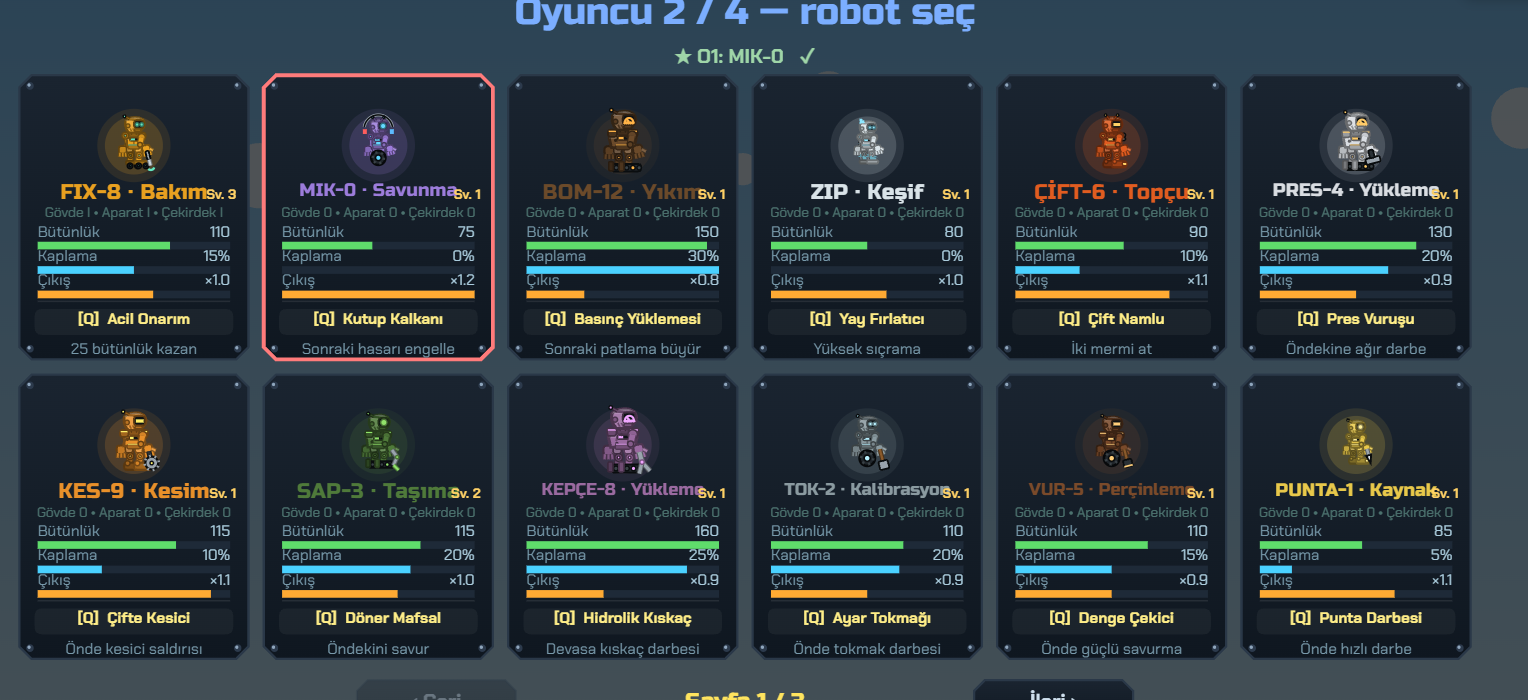 Oyuncu 2 / 4 — robot seç
★ O1: MIK-0 ✓
FIX-8 · Bakım Sv. 3
Gövde I • Aparat I • Çekirdek I
Bütünlük 110
Kaplama 15%
Çıkış ×1.0
[Q] Acil Onarım
25 bütünlük kazan
MIK-0 · Savunma Sv. 1
Gövde 0 • Aparat 0 • Çekirdek 0
Bütünlük 75
Kaplama 0%
Çıkış ×1.2
[Q] Kutup Kalkanı
Sonraki hasarı engelle
BOM-12 · Yıkım Sv. 1
Gövde 0 • Aparat 0 • Çekirdek 0
Bütünlük 150
Kaplama 30%
Çıkış ×0.8
[Q] Basınç Yüklemesi
Sonraki patlama büyür
ZIP · Keşif Sv. 1
Gövde 0 • Aparat 0 • Çekirdek 0
Bütünlük 80
Kaplama 0%
Çıkış ×1.0
[Q] Yay Fırlatıcı
Yüksek sıçrama
ÇİFT-6 · Topçu Sv. 1
Gövde 0 • Aparat 0 • Çekirdek 0
Bütünlük 90
Kaplama 10%
Çıkış ×1.1
[Q] Çift Namlu
İki mermi at
PRES-4 · Yükleme Sv. 1
Gövde 0 • Aparat 0 • Çekirdek 0
Bütünlük 130
Kaplama 20%
Çıkış ×0.9
[Q] Pres Vuruşu
Öndekine ağır darbe
KES-9 · Kesim Sv. 1
Gövde 0 • Aparat 0 • Çekirdek 0
Bütünlük 115
Kaplama 10%
Çıkış ×1.1
[Q] Çifte Kesici
Önde kesici saldırısı
SAP-3 · Taşıma Sv. 2
Gövde 0 • Aparat 0 • Çekirdek 0
Bütünlük 115
Kaplama 20%
Çıkış ×1.0
[Q] Döner Mafsal
Öndekini savur
KEPÇE-8 · Yükleme Sv. 1
Gövde 0 • Aparat 0 • Çekirdek 0
Bütünlük 160
Kaplama 25%
Çıkış ×0.9
[Q] Hidrolik Kıskaç
Devasa kıskaç darbesi
TOK-2 · Kalibrasyon Sv. 1
Gövde 0 • Aparat 0 • Çekirdek 0
Bütünlük 110
Kaplama 20%
Çıkış ×0.9
[Q] Ayar Tokmağı
Önde tokmak darbesi
VUR-5 · Perçinleme Sv. 1
Gövde 0 • Aparat 0 • Çekirdek 0
Bütünlük 110
Kaplama 15%
Çıkış ×0.9
[Q] Denge Çekici
Önde güçlü savurma
PUNTA-1 · Kaynak Sv. 1
Gövde 0 • Aparat 0 • Çekirdek 0
Bütünlük 85
Kaplama 5%
Çıkış ×1.1
[Q] Punta Darbesi
Önde hızlı darbe
‹ Geri
Sayfa 1 /
İleri ›